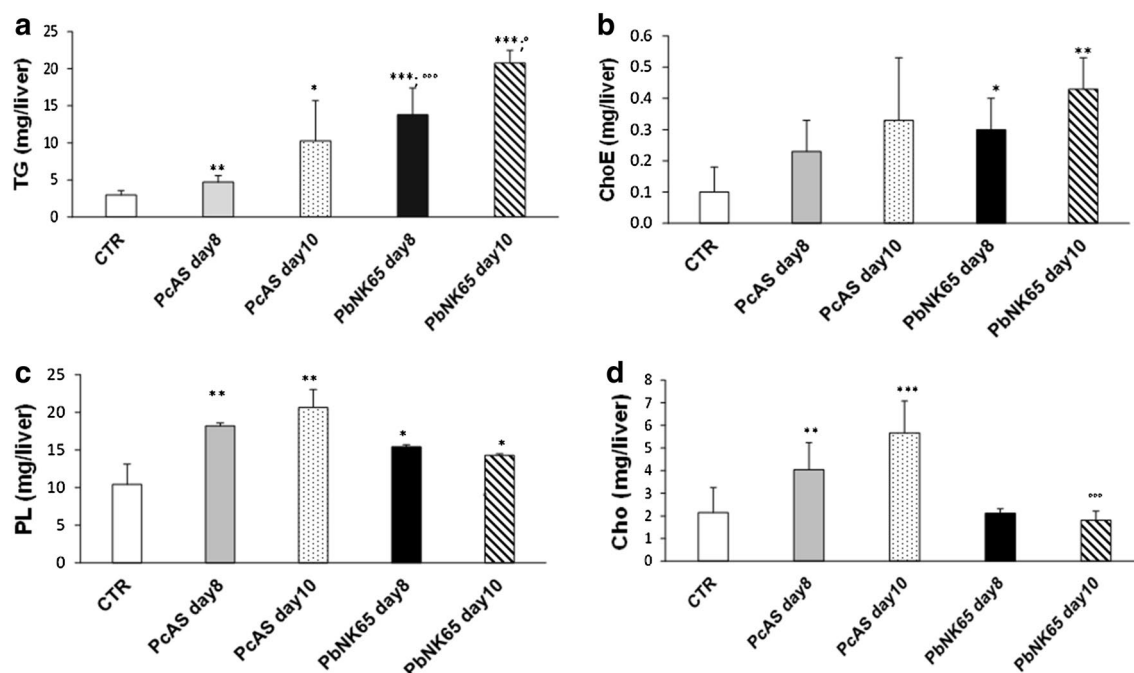 a
TG (mg/liver)
25
20
15
10
5
0
**
*
***; °°°
***;°
CTR
PcAS day8
PcAS day10
PbNK65 day8
PbNK65 day10
b
ChoE (mg/liver)
0.6
0.5
0.4
0.3
0.2
0.1
0.0
*
**
CTR
PcAS day8
PcAS day10
PbNK65 day8
PbNK65 day10
c
PL (mg/liver)
25
20
15
10
5
0
**
**
*
*
CTR
PcAS day8
PcAS day10
PbNK65 day8
PbNK65 day10
d
Cho (mg/liver)
8
7
6
5
4
3
2
1
0
**
***
°°°
CTR
PcAS day8
PcAS day10
PbNK65 day8
PbNK65 day10